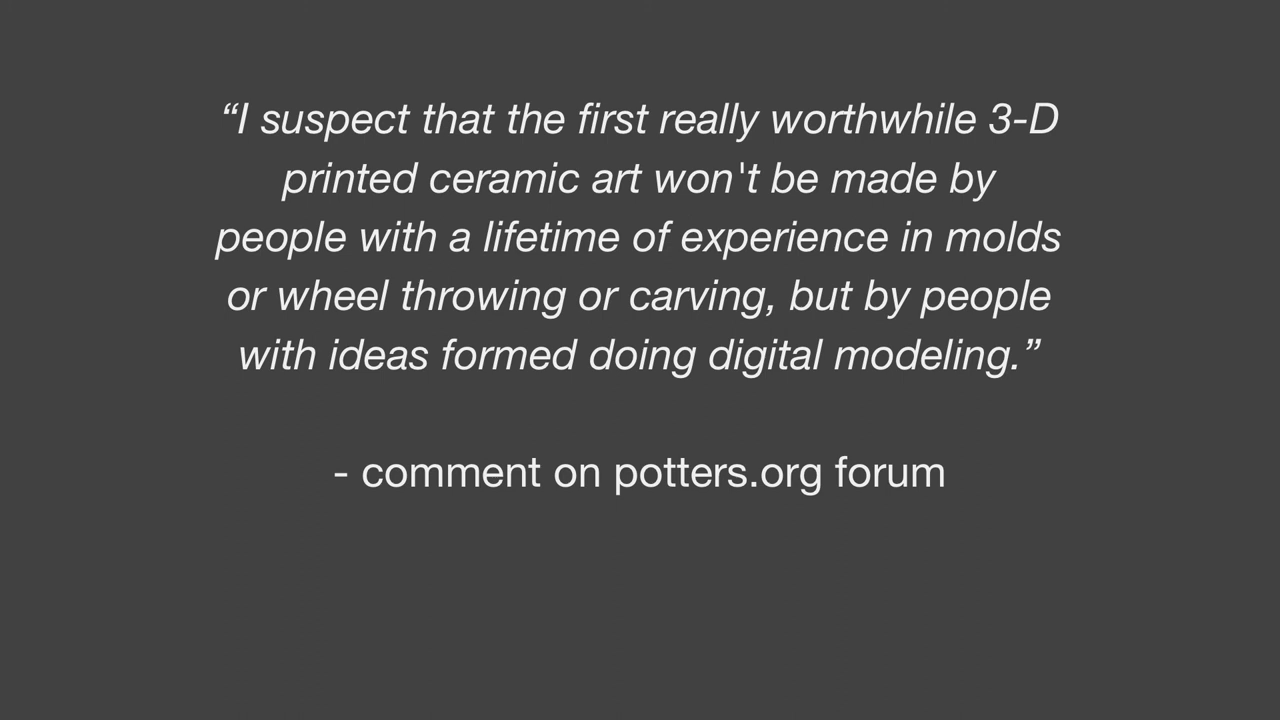 “I suspect that the first really worthwhile 3-D
printed ceramic art won't be made by
people with a lifetime of experience in molds
or wheel throwing or carving, but by people
with ideas formed doing digital modeling.”
- comment on potters.org forum